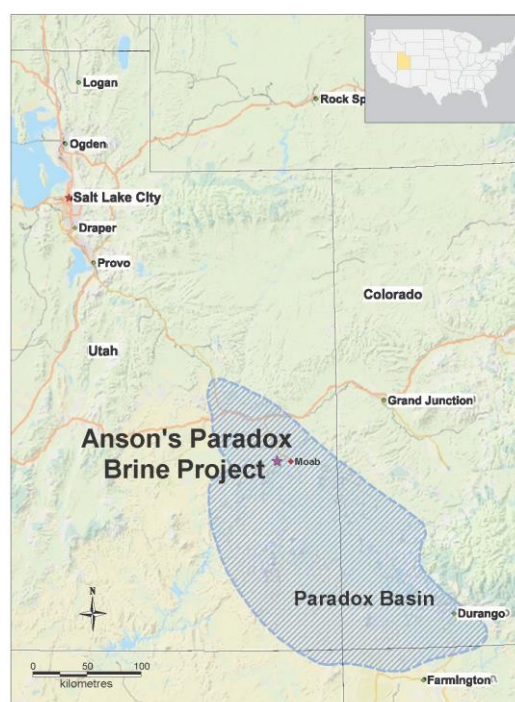 Logan
Rock Sp
Ogden
Salt Lake City
Draper
Provo
Colorado
Utah
Grand Junction
Anson's Paradox
Brine Project
Moab
Paradox Basin
N
Durango
0 50 100
kilometres
Farmington